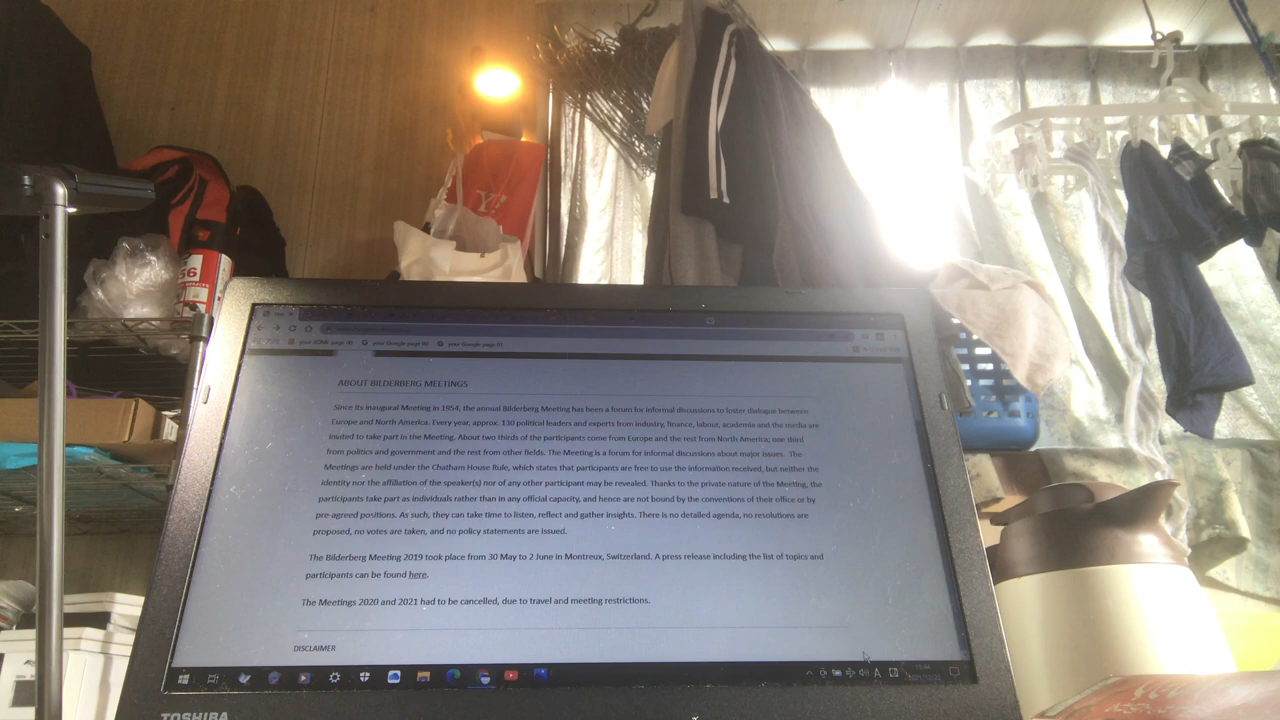 Y!
56
your Google page (6)
your Google page (1)
ABOUT BILDERBERG MEETINGS
Since its inaugural Meeting in 1954, the annual Bilderberg Meeting has been a forum for informal discussions to foster dialogue between
Europe and North America. Every year, approx. 130 political leaders and experts from industry, finance, labour, academia and the media are
invited to take part in the Meeting. About two thirds of the participants come from Europe and the rest from North America; one third
from politics and government and the rest from other fields. The Meeting is a forum for informal discussions about major issues. The
Meetings are held under the Chatham House Rule, which states that participants are free to use the information received, but neither the
identity nor the affiliation of the speaker(s) nor of any other participant may be revealed. Thanks to the private nature of the Meeting, the
participants take part as individuals rather than in any official capacity, and hence are not bound by the conventions of their office or by
pre-agreed positions. As such, they can take time to listen, reflect and gather insights. There is no detailed agenda, no resolutions are
proposed, no votes are taken, and no policy statements are issued.
The Bilderberg Meeting 2019 took place from 30 May to 2 June in Montreux, Switzerland. A press release including the list of topics and
participants can be found here.
The Meetings 2020 and 2021 had to be cancelled, due to travel and meeting restrictions.
DISCLAIMER
A
TOSHIBA